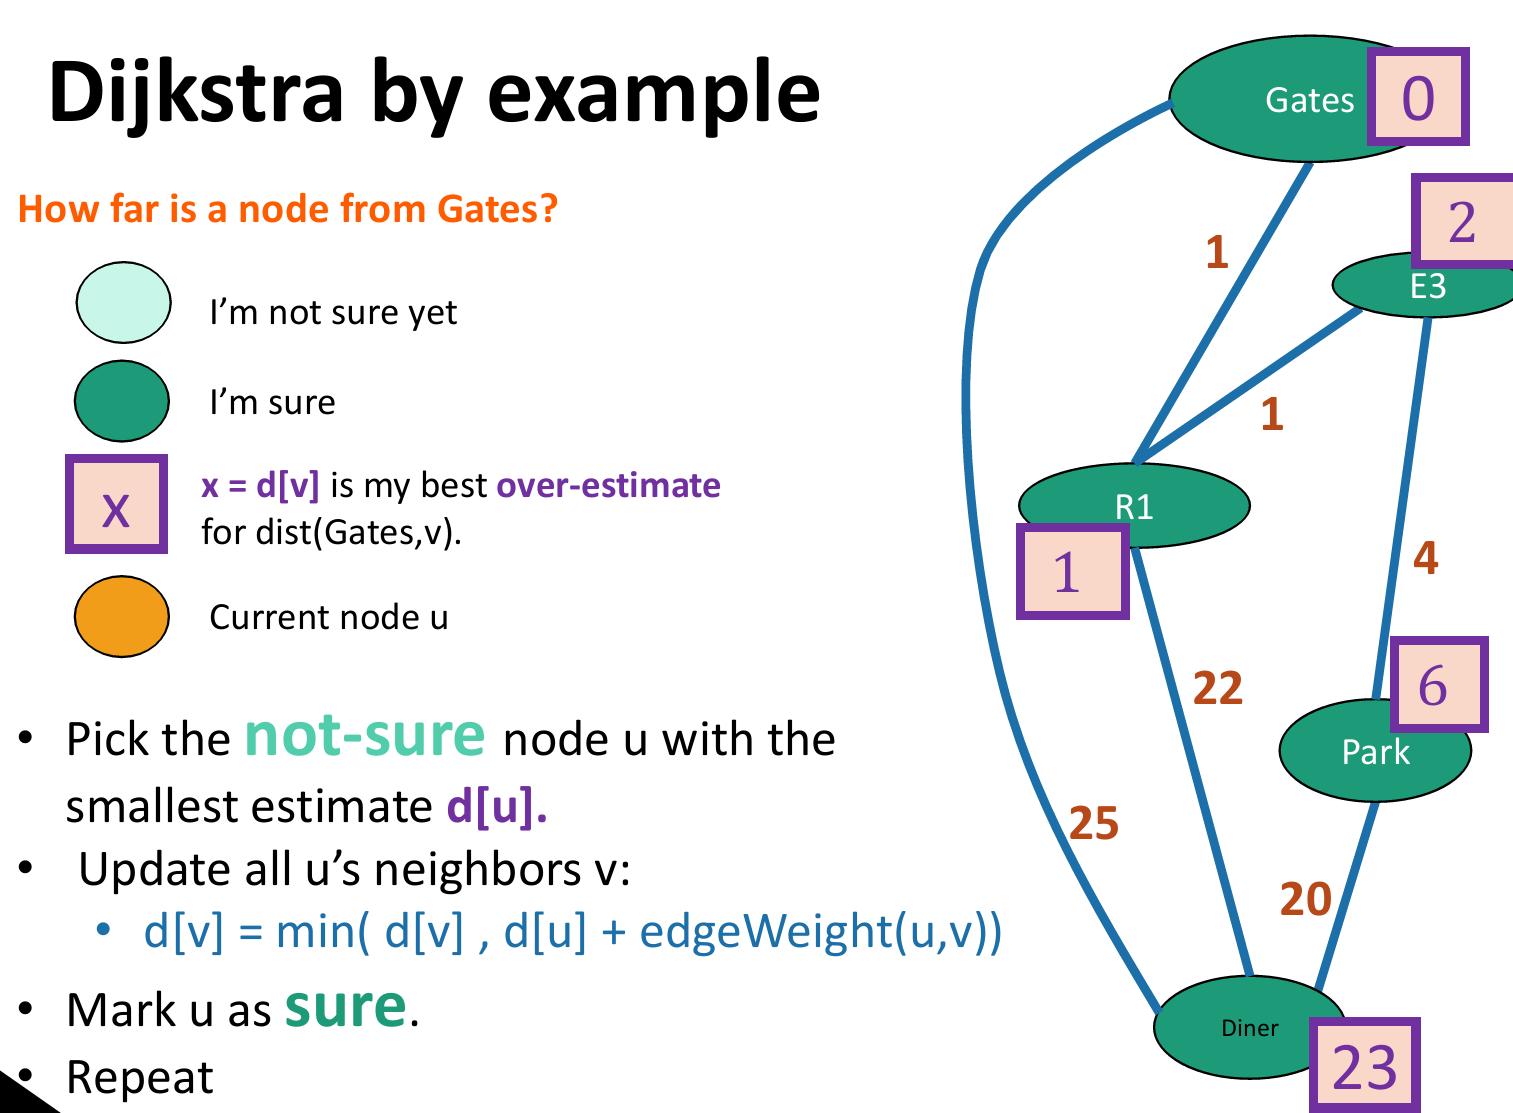 Dijkstra by example
How far is a node from Gates?
I’m not sure yet
I’m sure
x
x = d[v] is my best over-estimate
for dist(Gates,v).
Current node u
• Pick the not-sure node u with the
smallest estimate d[u].
• Update all u’s neighbors v:
• d[v] = min( d[v] , d[u] + edgeWeight(u,v))
• Mark u as sure.
• Repeat
Gates
0
2
E3
1
1
R1
1
4
22
6
Park
25
20
Diner
23